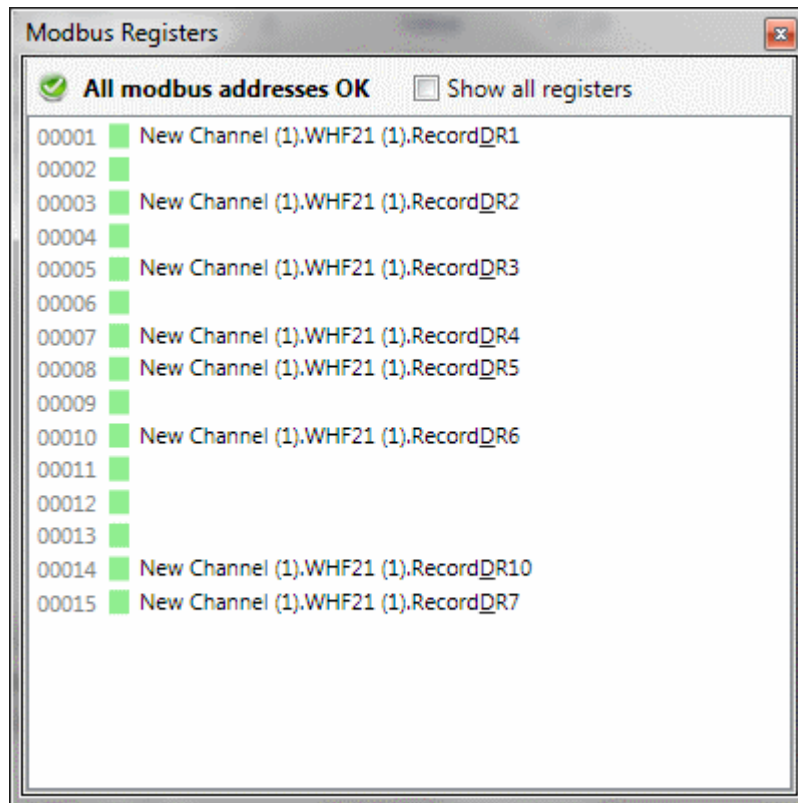 Modbus Registers
All modbus addresses OK Show all registers
00001 New Channel (1).WHF21 (1).RecordDR1
00002
00003 New Channel (1).WHF21 (1).RecordDR2
00004
00005 New Channel (1).WHF21 (1).RecordDR3
00006
00007 New Channel (1).WHF21 (1).RecordDR4
00008 New Channel (1).WHF21 (1).RecordDR5
00009
00010 New Channel (1).WHF21 (1).RecordDR6
00011
00012
00013
00014 New Channel (1).WHF21 (1).RecordDR10
00015 New Channel (1).WHF21 (1).RecordDR7